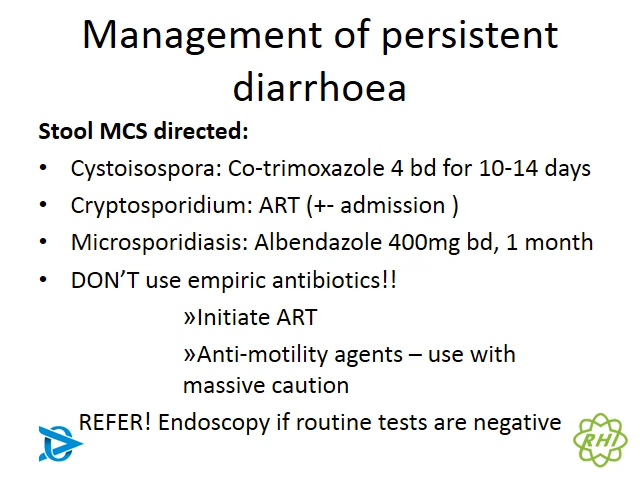 Management of persistent
diarrhoea
Stool MCS directed:
• Cystoisospora: Co-trimoxazole 4 bd for 10-14 days
• Cryptosporidium: ART (+- admission )
• Microsporidiasis: Albendazole 400mg bd, 1 month
• DON’T use empiric antibiotics!!
»Initiate ART
»Anti-motility agents – use with
massive caution
REFER! Endoscopy if routine tests are negative
RHI